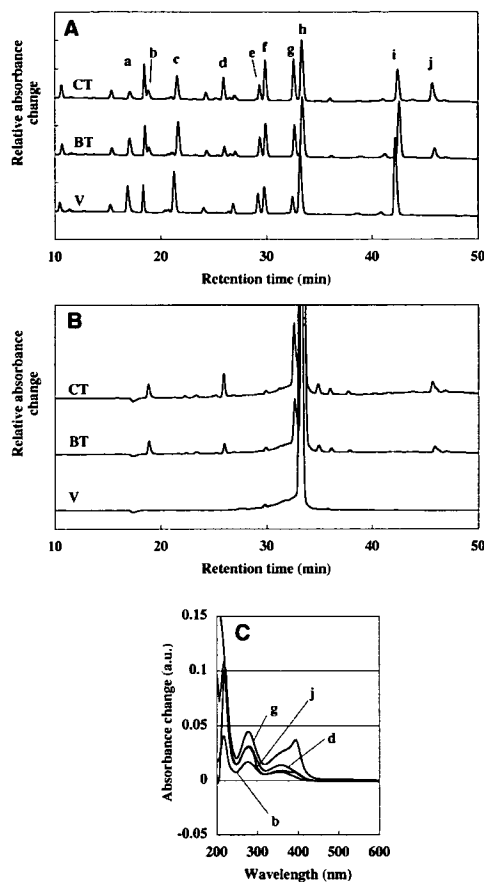 A
h
b
f
a
c
d
e
g
i
j
CT
BT
V
Relative absorbance
change
10
20
30
40
50
Retention time (min)
B
CT
BT
V
Relative absorbance
change
10
20
30
40
50
Retention time (min)
C
0.15
0.1
0.05
0
-0.05
g
j
d
b
Absorbance change (a.u.)
200
300
400
500
600
Wavelength (nm)